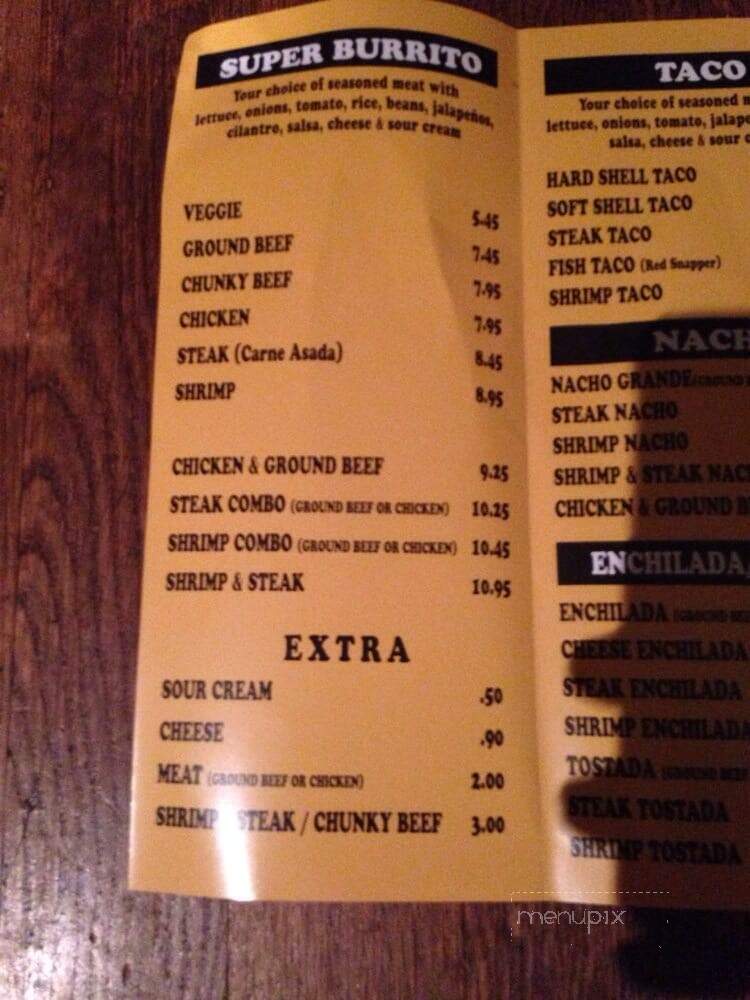 SUPER BURRITO
Your choice of seasoned meat with
lettuce, onions, tomato, rice, beans, jalapeños,
cilantro, salsa, cheese & sour cream
VEGGIE 5.45
GROUND BEEF 7.45
CHUNKY BEEF 7.95
CHICKEN 7.95
STEAK (Carne Asada) 8.45
SHRIMP 8.95
CHICKEN & GROUND BEEF 9.25
STEAK COMBO (GROUND BEEF OR CHICKEN) 10.25
SHRIMP COMBO (GROUND BEEF OR CHICKEN) 10.45
SHRIMP & STEAK 10.95
EXTRA
SOUR CREAM .50
CHEESE .90
MEAT (GROUND BEEF OR CHICKEN) 2.00
SHRIMP / STEAK / CHUNKY BEEF 3.00
TACO
Your choice of seasoned
lettuce, onions, tomato,
salsa, cheese & sour
HARD SHELL TACO
SOFT SHELL TACO
STEAK TACO
FISH TACO (Red Snapper)
SHRIMP TACO
NACH
NACHO GRANDE (GROUND
STEAK NACHO
SHRIMP NACHO
SHRIMP & STEAK NAC
CHICKEN & GROUND B
ENCHILADA
ENCHILADA (GROUND BEE
CHEESE ENCHILADA
STEAK ENCHILADA
SHRIMP ENCHILADA
TOSTADA (GROUND BEEF
STEAK TOSTADA
SHRIMP TOSTADA
menupix